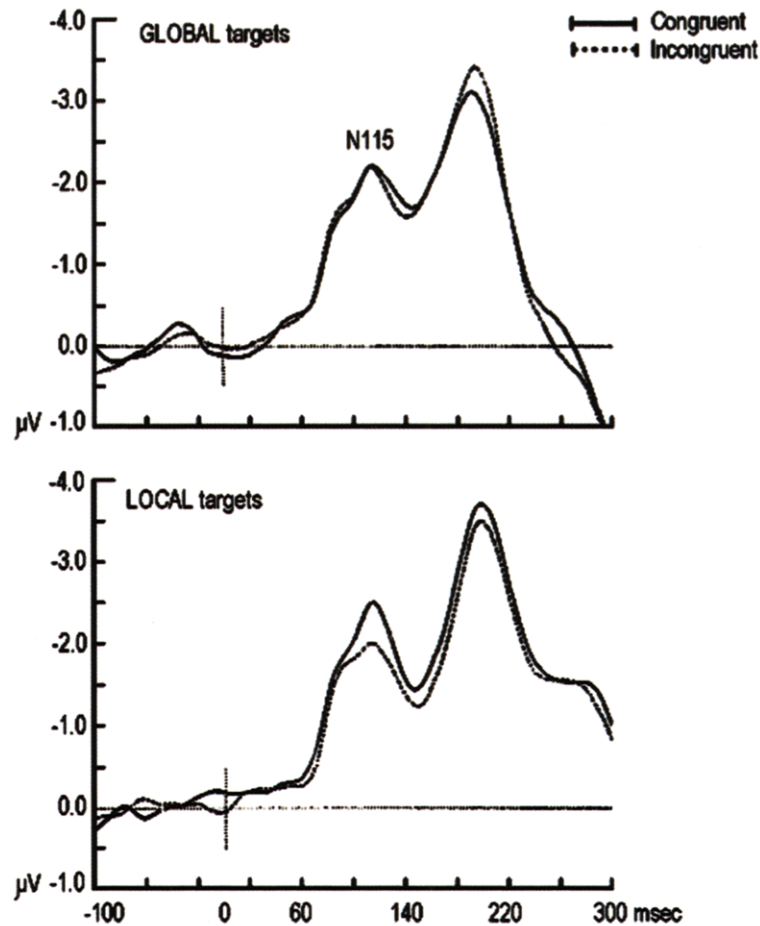 -4.0
GLOBAL targets
Congruent
Incongruent
-3.0
N115
-2.0
-1.0
0.0
µV -1.0
-4.0
LOCAL targets
-3.0
-2.0
-1.0
0.0
µV -1.0
-100 0 60 140 220 300 msec